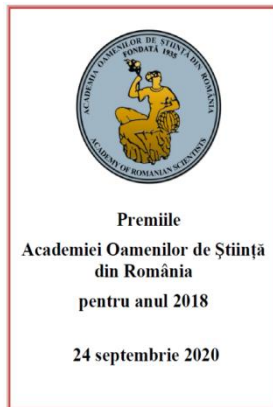 ACADEMIA OAMENILOR DE ȘTIINȚĂ DIN ROMÂNIA
FONDATĂ 1935
ACADEMY OF ROMANIAN SCIENTISTS
Premiile
Academiei Oamenilor de Ştiinţă
din România
pentru anul 2018
24 septembrie 2020